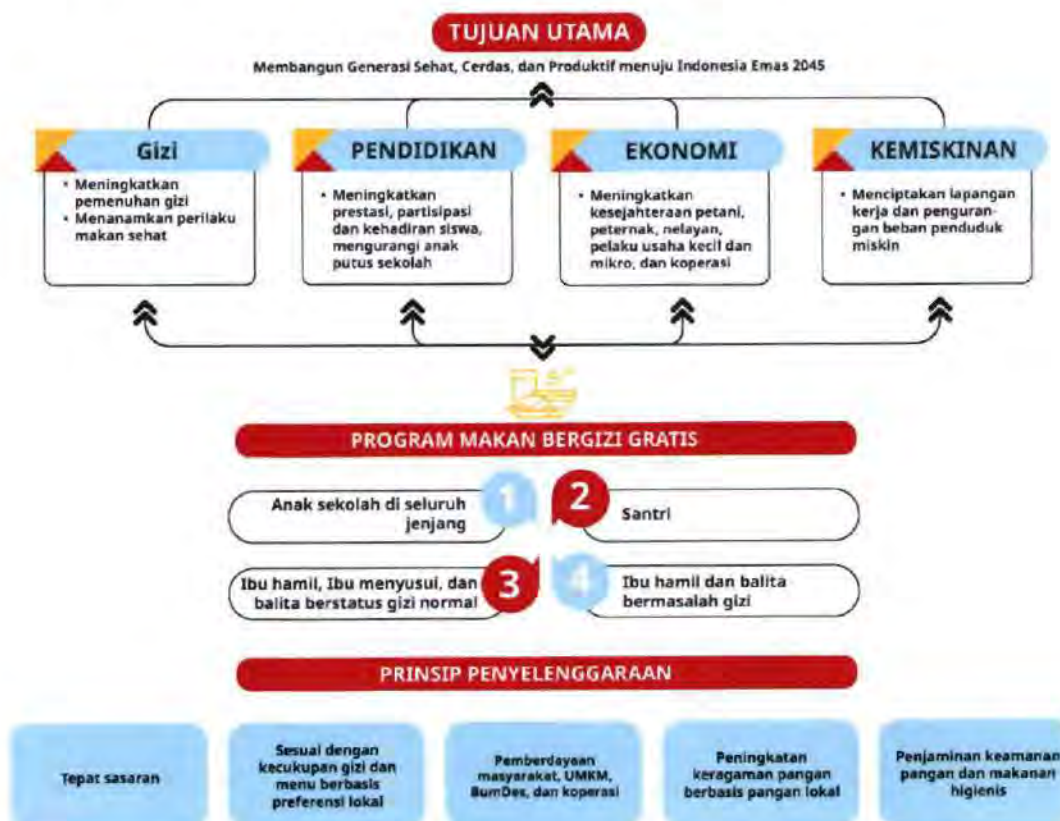 TUJUAN UTAMA
Membangun Generasi Sehat, Cerdas, dan Produktif menuju Indonesia Emas 2045
Gizi
• Meningkatkan
pemenuhan gizi
• Menanamkan perilaku
makan sehat
PENDIDIKAN
• Meningkatkan
prestasi, partisipasi
dan kehadiran siswa,
mengurangi anak
putus sekolah
EKONOMI
• Meningkatkan
kesejahteraan petani,
peternak, nelayan,
pelaku usaha kecil dan
mikro, dan koperasi
KEMISKINAN
• Menciptakan lapangan
kerja dan penguran-
gan beban penduduk
miskin
PROGRAM MAKAN BERGIZI GRATIS
1
Anak sekolah di seluruh
jenjang
2
Santri
3
Ibu hamil, Ibu menyusui, dan
balita berstatus gizi normal
4
Ibu hamil dan balita
bermasalah gizi
PRINSIP PENYELENGGARAAN
Tepat sasaran
Sesuai dengan
kecukupan gizi dan
menu berbasis
preferensi lokal
Pemberdayaan
masyarakat, UMKM,
BumDes, dan koperasi
Peningkatan
keragaman pangan
berbasis pangan lokal
Penjaminan keamanan
pangan dan makanan
higienis